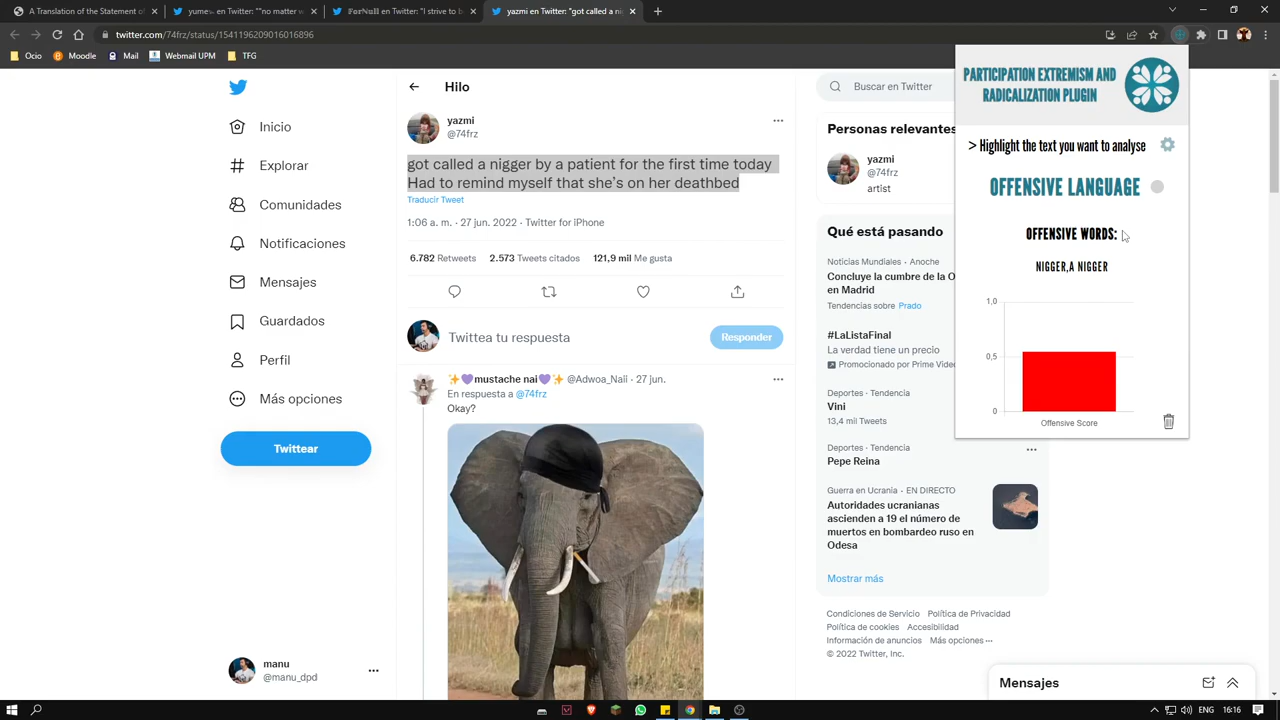 A Translation of the Statement of
yumi en Twitter: ""no matter w
Ferrxulli en Twitter: "I believe in
yazmi en Twitter: "got called a ni
twitter.com/74frz/status/1541196209016016896
Ocio
Moodle
Mail
Webmail UPM
TFG
Inicio
Explorar
Comunidades
Notificaciones
Mensajes
Guardados
Perfil
Más opciones
Twittear
manu
@manu_dpd
Hilo
yazmi
@74frz
got called a nigger by a patient for the first time today
Had to remind myself that she's on her deathbed
Traducir Tweet
1:06 a. m. · 27 jun. 2022 · Twitter for iPhone
6.782 Retweets 2.573 Tweets citados 121,9 mil Me gusta
Twittea tu respuesta
Responder
✨💜mustache nai💜✨ @Adwoa_Naii · 27 jun.
En respuesta a @74frz
Okay?
Buscar en Twitter
Personas relevantes
yazmi
@74frz
artist
Qué está pasando
Noticias Mundiales · Anoche
Concluye la cumbre de la O
en Madrid
Tendencias sobre Prado
#LaListaFinal
La verdad tiene un precio
Promocionado por Prime Vide
Deportes · Tendencia
Vini
13,4 mil Tweets
Deportes · Tendencia
Pepe Reina
Guerra en Ucrania · EN DIRECTO
Autoridades ucranianas
ascienden a 19 el número de
muertos en bombardeo ruso en
Odesa
Mostrar más
Condiciones de Servicio Política de Privacidad
Política de cookies Accesibilidad
Información de anuncios Más opciones ···
© 2022 Twitter, Inc.
PARTICIPATION EXTREMISM AND
RADICALIZATION PLUGIN
> Highlight the text you want to analyse
OFFENSIVE LANGUAGE
OFFENSIVE WORDS:
NIGGER,A NIGGER
1,0
0,5
0
Offensive Score
Mensajes
ENG
16:16